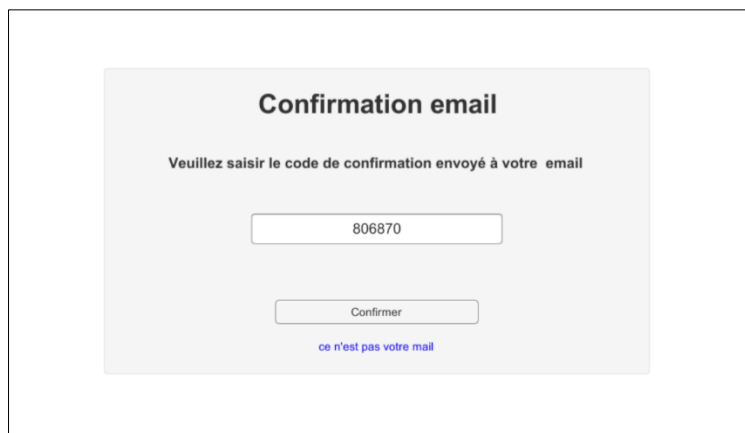 Confirmation email
Veuillez saisir le code de confirmation envoyé à votre email
806870
Confirmer
ce n'est pas votre mail